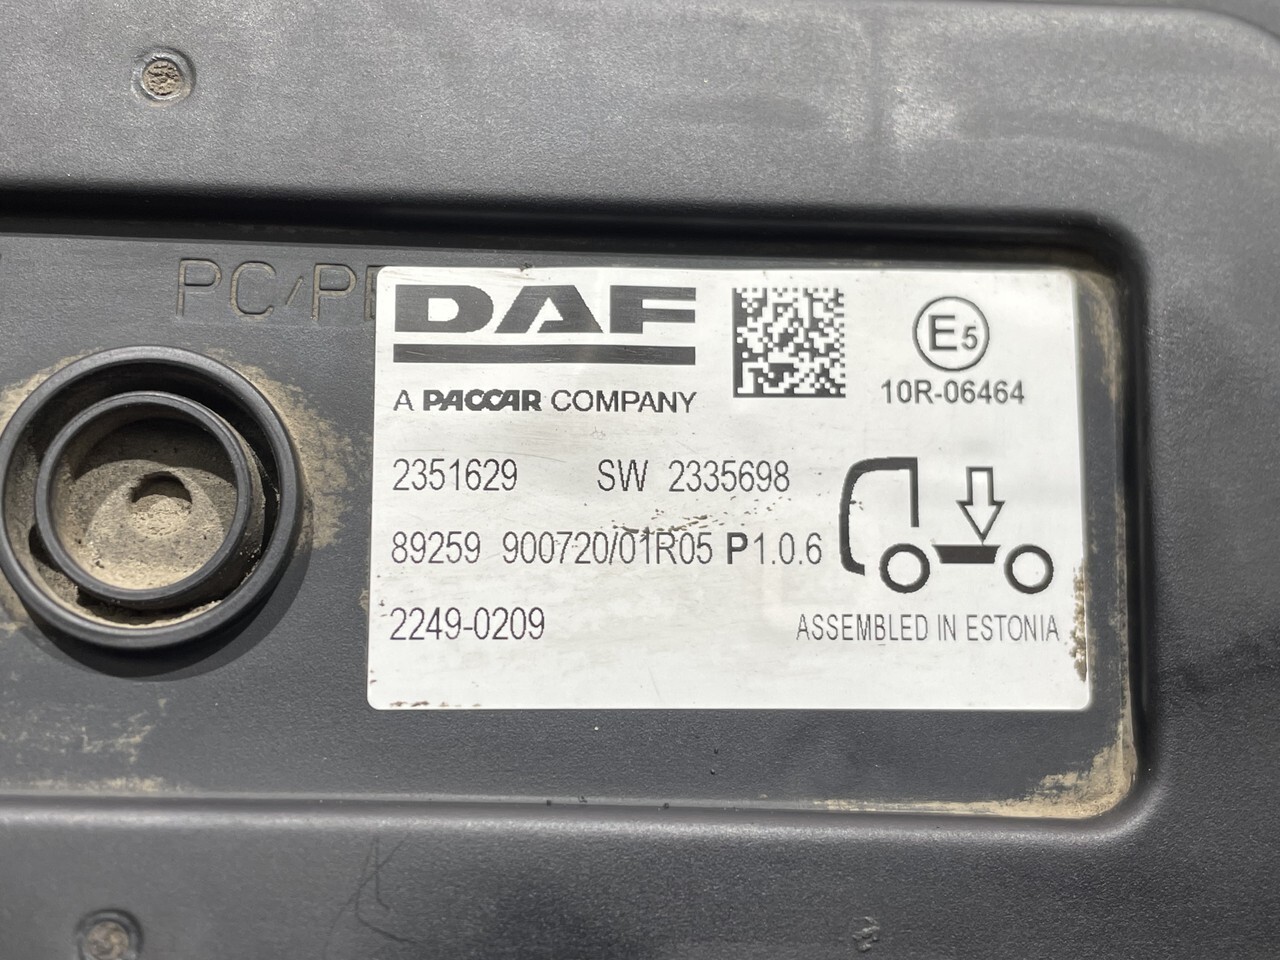 PC/P
DAF
A PACCAR COMPANY
E5
10R-06464
2351629 SW 2335698
89259 900720/01R05 P1.0.6
2249-0209
ASSEMBLED IN ESTONIA